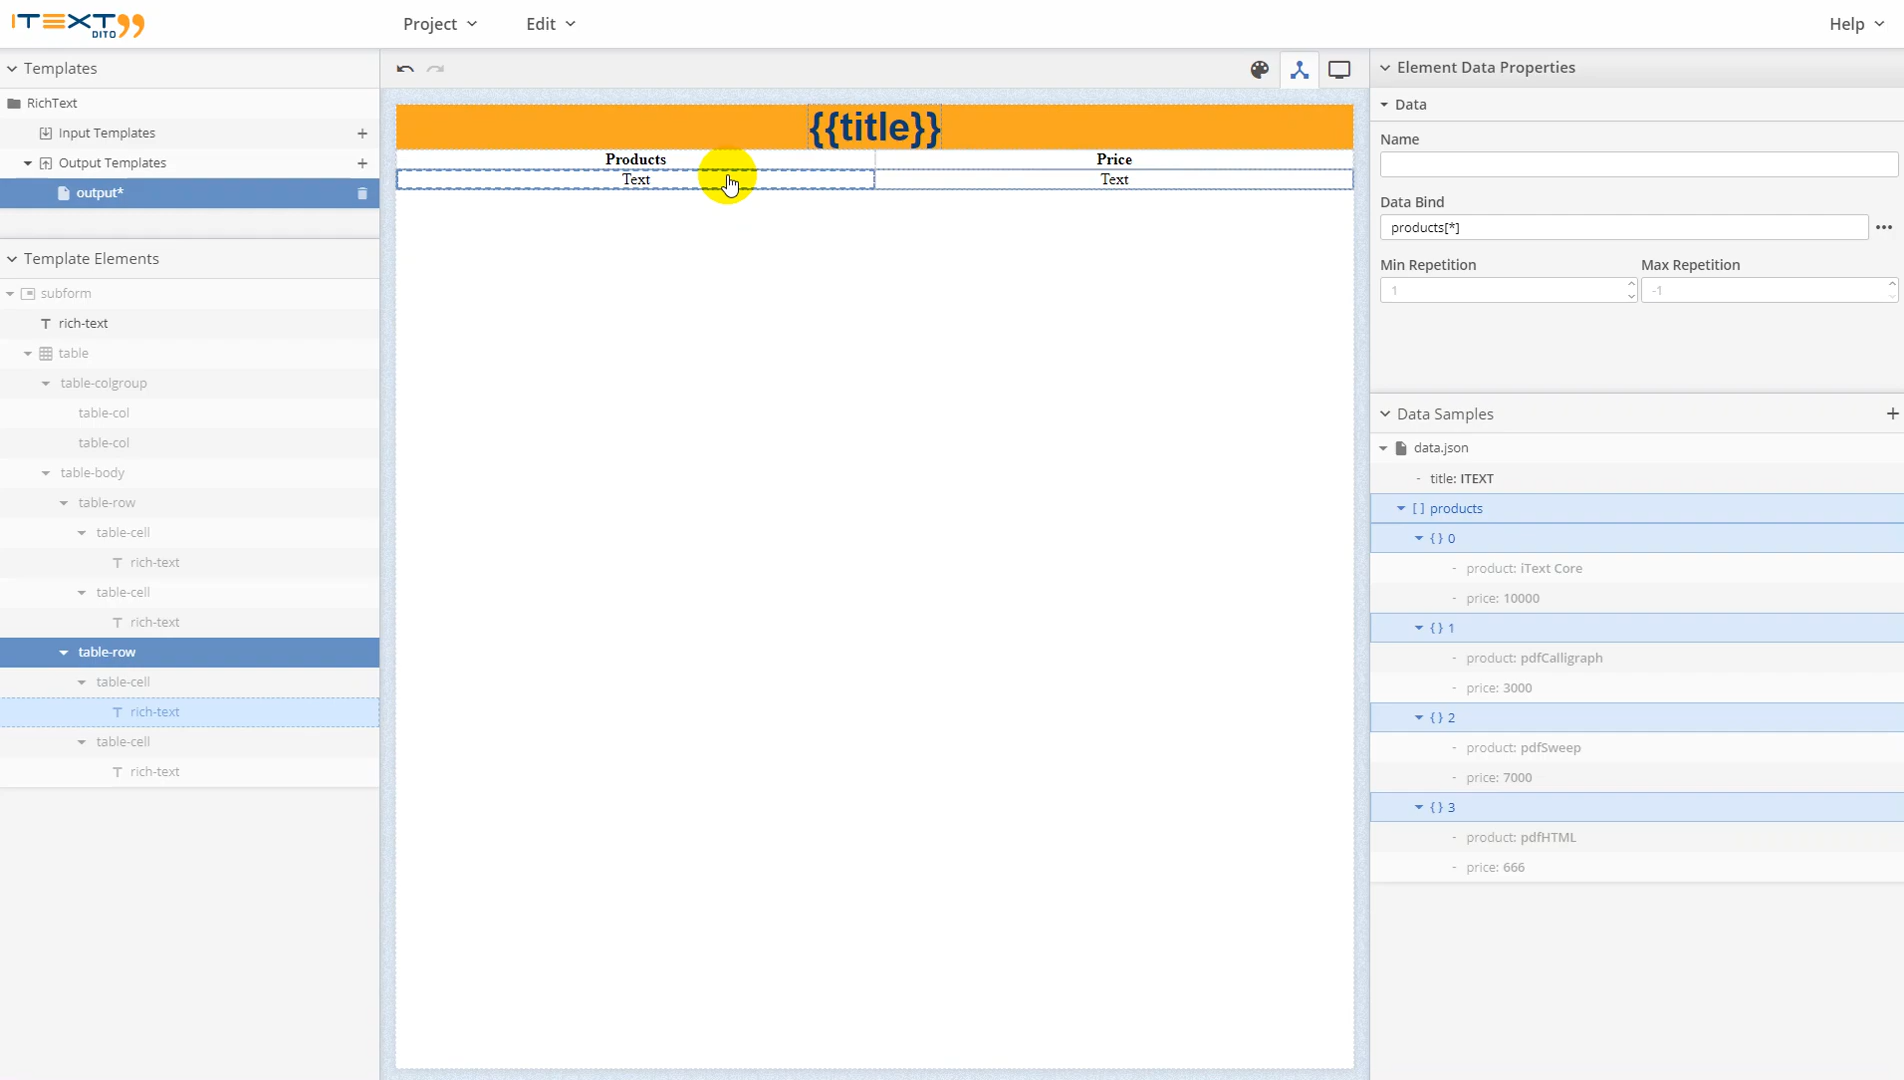 iTEXT DITO
Project
Edit
Help
Templates
RichText
Input Templates
Output Templates
output*
Template Elements
subform
rich-text
table
table-colgroup
table-col
table-col
table-body
table-row
table-cell
rich-text
table-cell
rich-text
table-row
table-cell
rich-text
table-cell
rich-text
{{title}}
Products Price
Text Text
Element Data Properties
Data
Name
Data Bind
products[*]
Min Repetition Max Repetition
1 -1
Data Samples
data.json
- title: ITEXT
[ ] products
{ } 0
- product: iText Core
- price: 10000
{ } 1
- product: pdfCalligraph
- price: 3000
{ } 2
- product: pdfSweep
- price: 7000
{ } 3
- product: pdfHTML
- price: 666